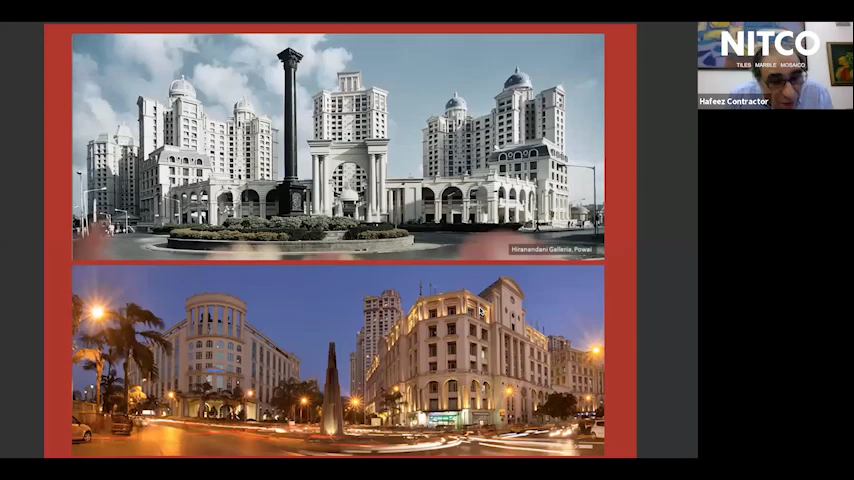 NITCO
TILES MARBLE MOSAICO
Hafeez Contractor
Hiranandani Galleria, Powai